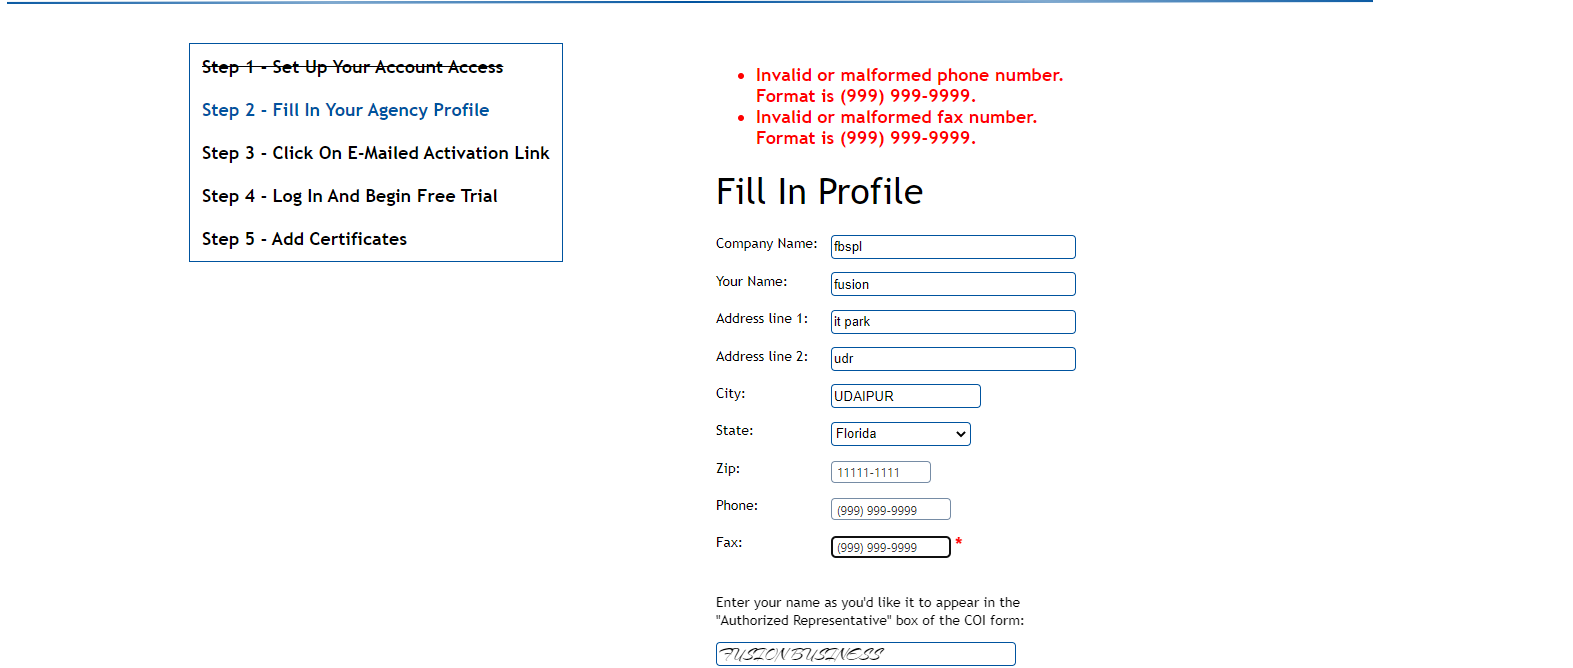 Step 1 - Set Up Your Account Access
Step 2 - Fill In Your Agency Profile
Step 3 - Click On E-Mailed Activation Link
Step 4 - Log In And Begin Free Trial
Step 5 - Add Certificates
• Invalid or malformed phone number.
Format is (999) 999-9999.
• Invalid or malformed fax number.
Format is (999) 999-9999.
Fill In Profile
Company Name: fbspl
Your Name: fusion
Address line 1: it park
Address line 2: udr
City: UDAIPUR
State: Florida
Zip: 11111-1111
Phone: (999) 999-9999
Fax: (999) 999-9999 *
Enter your name as you'd like it to appear in the
"Authorized Representative" box of the COI form:
FUSION BUSINESS